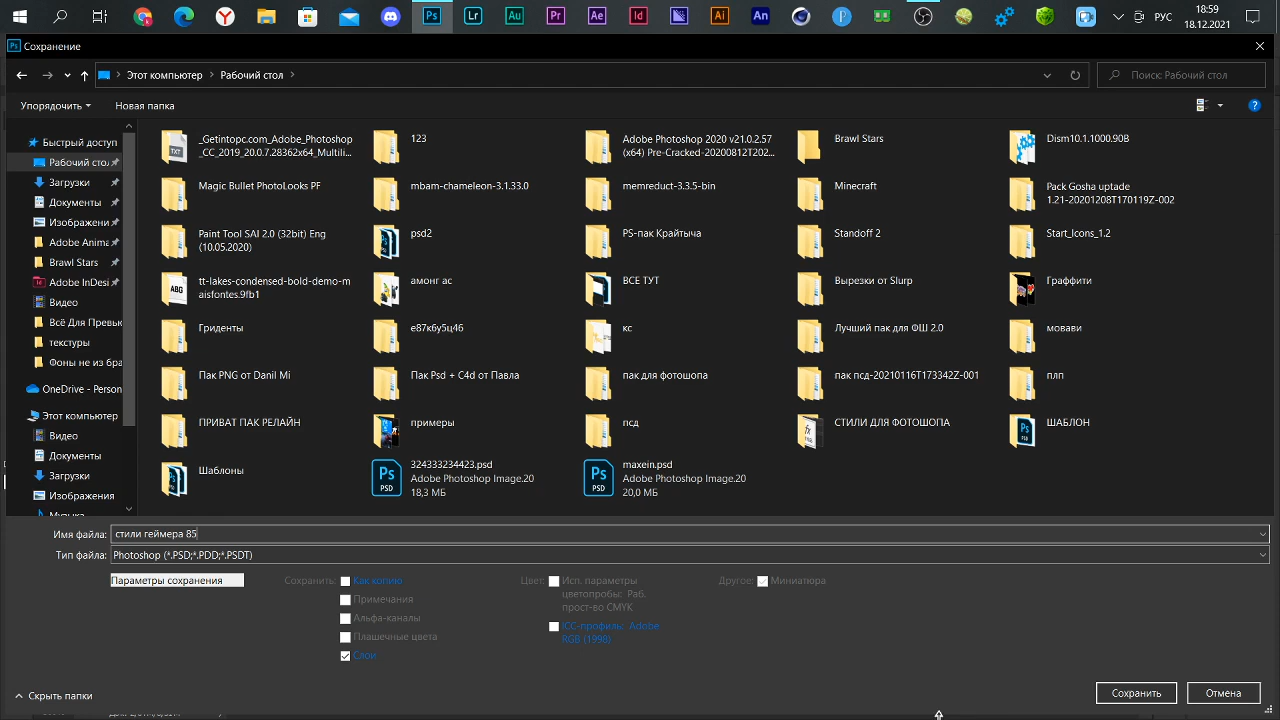 18:59
РУС
18.12.2021
Сохранение
Этот компьютер
Рабочий стол
Поиск: Рабочий стол
Упорядочить
Новая папка
Быстрый доступ
Рабочий стол
Загрузки
Документы
Изображени
Adobe Anima
Brawl Stars
Adobe InDesi
Видео
Всё Для Превью
текстуры
Фоны не из бра
OneDrive - Person
Этот компьютер
Видео
Документы
Загрузки
Изображения
Музыка
_Getintopc.com_Adobe_Photoshop
_CC_2019_20.0.7.28362x64_Multili...
123
Adobe Photoshop 2020 v21.0.2.57
(x64) Pre-Cracked-20200812T202...
Brawl Stars
Dism10.1.1000.90B
Magic Bullet PhotoLooks PF
mbam-chameleon-3.1.33.0
memreduct-3.3.5-bin
Minecraft
Pack Gosha uptade
1.21-20201208T170119Z-002
Paint Tool SAI 2.0 (32bit) Eng
(10.05.2020)
psd2
PS-пак Крайтыча
Standoff 2
Start_Icons_1.2
tt-lakes-condensed-bold-demo-m
aisfontes.9fb1
амонг ас
ВСЕ ТУТ
Вырезки от Slurp
Граффити
Гриденты
е87к6у5ц46
кс
Лучший пак для ФШ 2.0
мовави
Пак PNG от Danil Mi
Пак Psd + C4d от Павла
пак для фотошопа
пак псд-20210116T173342Z-001
плп
ПРИВАТ ПАК РЕЛАЙН
примеры
псд
СТИЛИ ДЛЯ ФОТОШОПА
ШАБЛОН
Шаблоны
324333234423.psd
Adobe Photoshop Image.20
18,3 МБ
maxein.psd
Adobe Photoshop Image.20
20,0 МБ
Имя файла:
стили геймера 85
Тип файла:
Photoshop (*.PSD;*.PDD;*.PSDT)
Параметры сохранения
Сохранить:
Как копию
Примечания
Альфа-каналы
Плашечные цвета
Слои
Цвет:
Исп. параметры
цветопробы: Раб.
прост-во CMYK
ICC-профиль: Adobe
RGB (1998)
Другое:
Миниатюра
Скрыть папки
Сохранить
Отмена